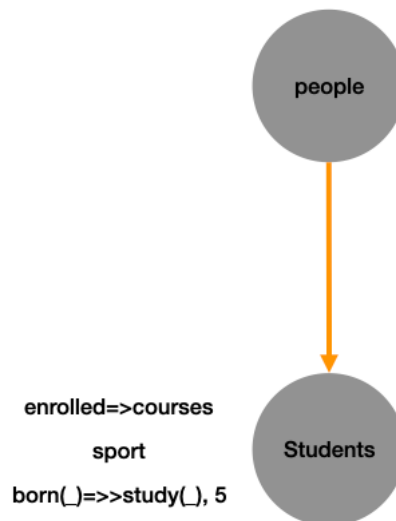 people
enrolled=>courses
Students
sport
born(_)=>>study(_), 5